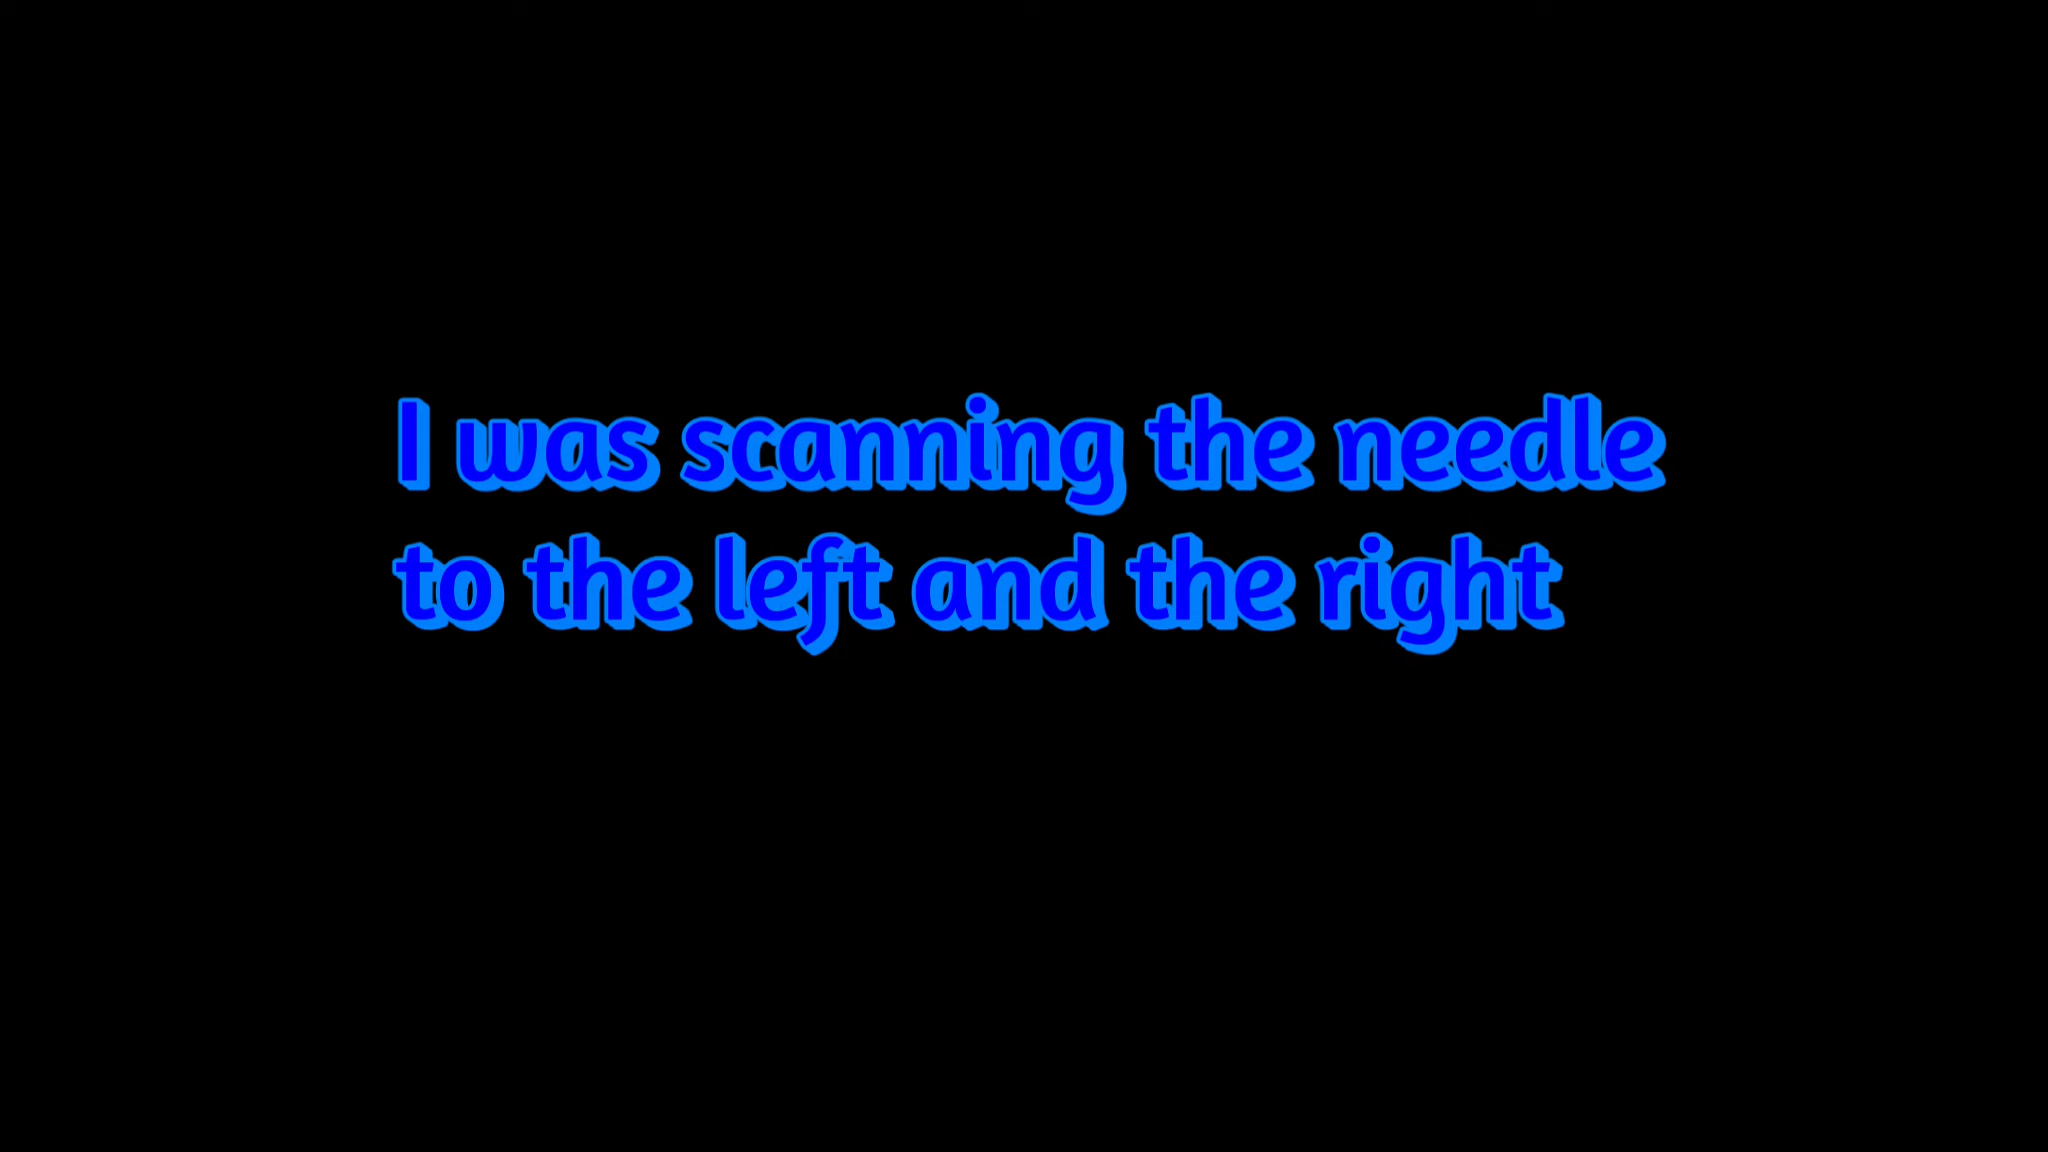 I was scanning the needle
to the left and the right